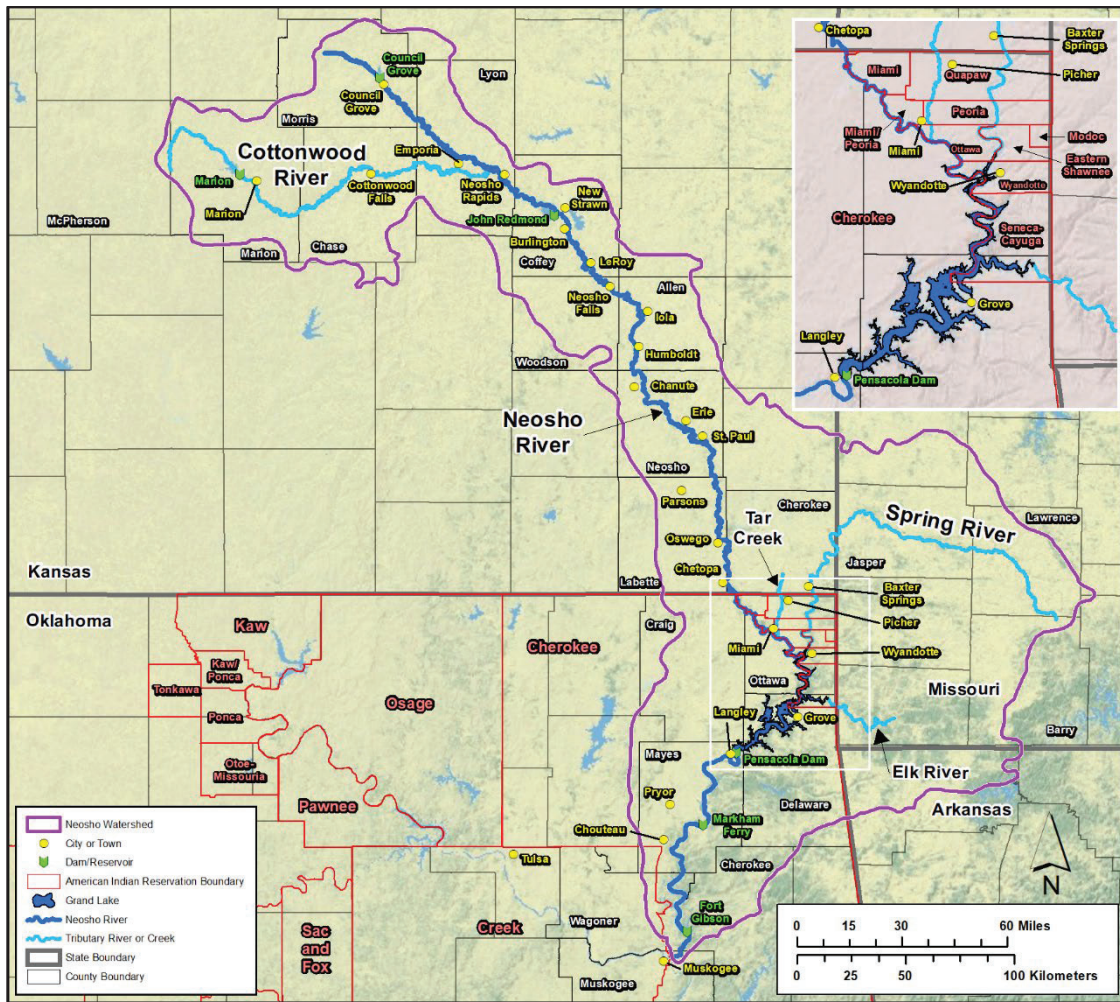 Council
Grove
Council
Grove
Lyon
Morris
Emporia
Cottonwood
River
Marion
Marion
Cottonwood
Falls
Neosho
Rapids
New
Strawn
John Redmond
Burlington
McPherson
Marion
Chase
Coffey
LeRoy
Neosho
Falls
Allen
Iola
Woodson
Humboldt
Chanute
Neosho
River
Erie
St. Paul
Neosho
Parsons
Cherokee
Tar
Creek
Spring River
Lawrence
Oswego
Jasper
Kansas
Labette
Chetopa
Baxter
Springs
Picher
Oklahoma
Kaw
Cherokee
Craig
Miami
Wyandotte
Kaw/
Ponca
Tonkawa
Osage
Ottawa
Missouri
Ponca
Langley
Grove
Barry
Otoe-
Missouria
Mayes
Pensacola Dam
Elk River
Pawnee
Pryor
Delaware
Arkansas
Chouteau
Markham
Ferry
Tulsa
Cherokee
Fort
Gibson
Wagoner
Creek
Sac
and
Fox
Muskogee
Muskogee
Chetopa
Baxter
Springs
Miami
Quapaw
Picher
Peoria
Miami/
Peoria
Miami
Modoc
Ottawa
Eastern
Shawnee
Wyandotte
Wyandotte
Cherokee
Seneca-
Cayuga
Grove
Langley
Pensacola Dam
Neosho Watershed
City or Town
Dam/Reservoir
American Indian Reservation Boundary
Grand Lake
Neosho River
Tributary River or Creek
State Boundary
County Boundary
N
0 15 30 60 Miles
0 25 50 100 Kilometers